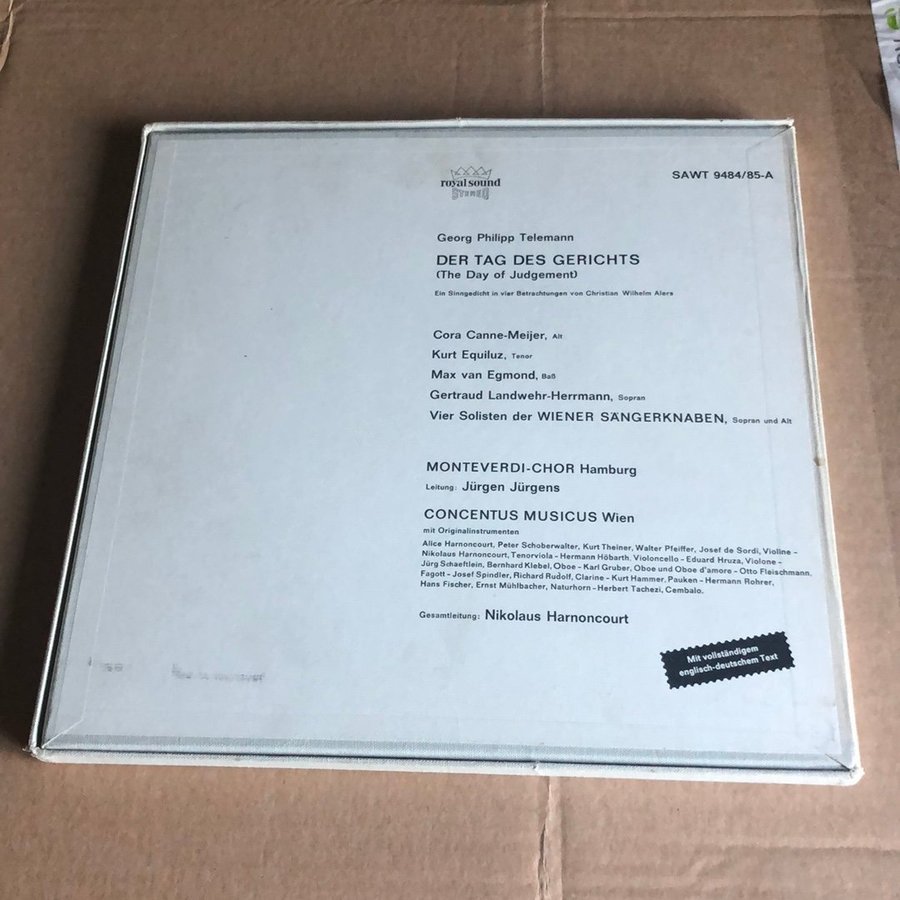 royal sound
STEREO
SAWT 9484/85-A
Georg Philipp Telemann
DER TAG DES GERICHTS
(The Day of Judgement)
Ein Sinngedicht in vier Betrachtungen von Christian Wilhelm Alers
Cora Canne-Meijer, Alt
Kurt Equiluz, Tenor
Max van Egmond, Baß
Gertraud Landwehr-Herrmann, Sopran
Vier Solisten der WIENER SÄNGERKNABEN, Sopran und Alt
MONTEVERDI-CHOR Hamburg
Leitung: Jürgen Jürgens
CONCENTUS MUSICUS Wien
mit Originalinstrumenten
Alice Harnoncourt, Peter Schoberwalter, Kurt Theiner, Walter Pfeiffer, Josef de Sordi, Violine –
Nikolaus Harnoncourt, Tenorviola – Hermann Höbarth, Violoncello – Eduard Hruza, Violone –
Jürg Schaeftlein, Bernhard Klebel, Oboe – Karl Gruber, Oboe und Oboe d'amore – Otto Fleischmann,
Fagott – Josef Spindler, Richard Rudolf, Clarine – Kurt Hammer, Pauken – Hermann Rohrer,
Hans Fischer, Ernst Mühlbacher, Naturhorn – Herbert Tachezi, Cembalo.
Gesamtleitung: Nikolaus Harnoncourt
Mit vollständigem
englisch-deutschem Text